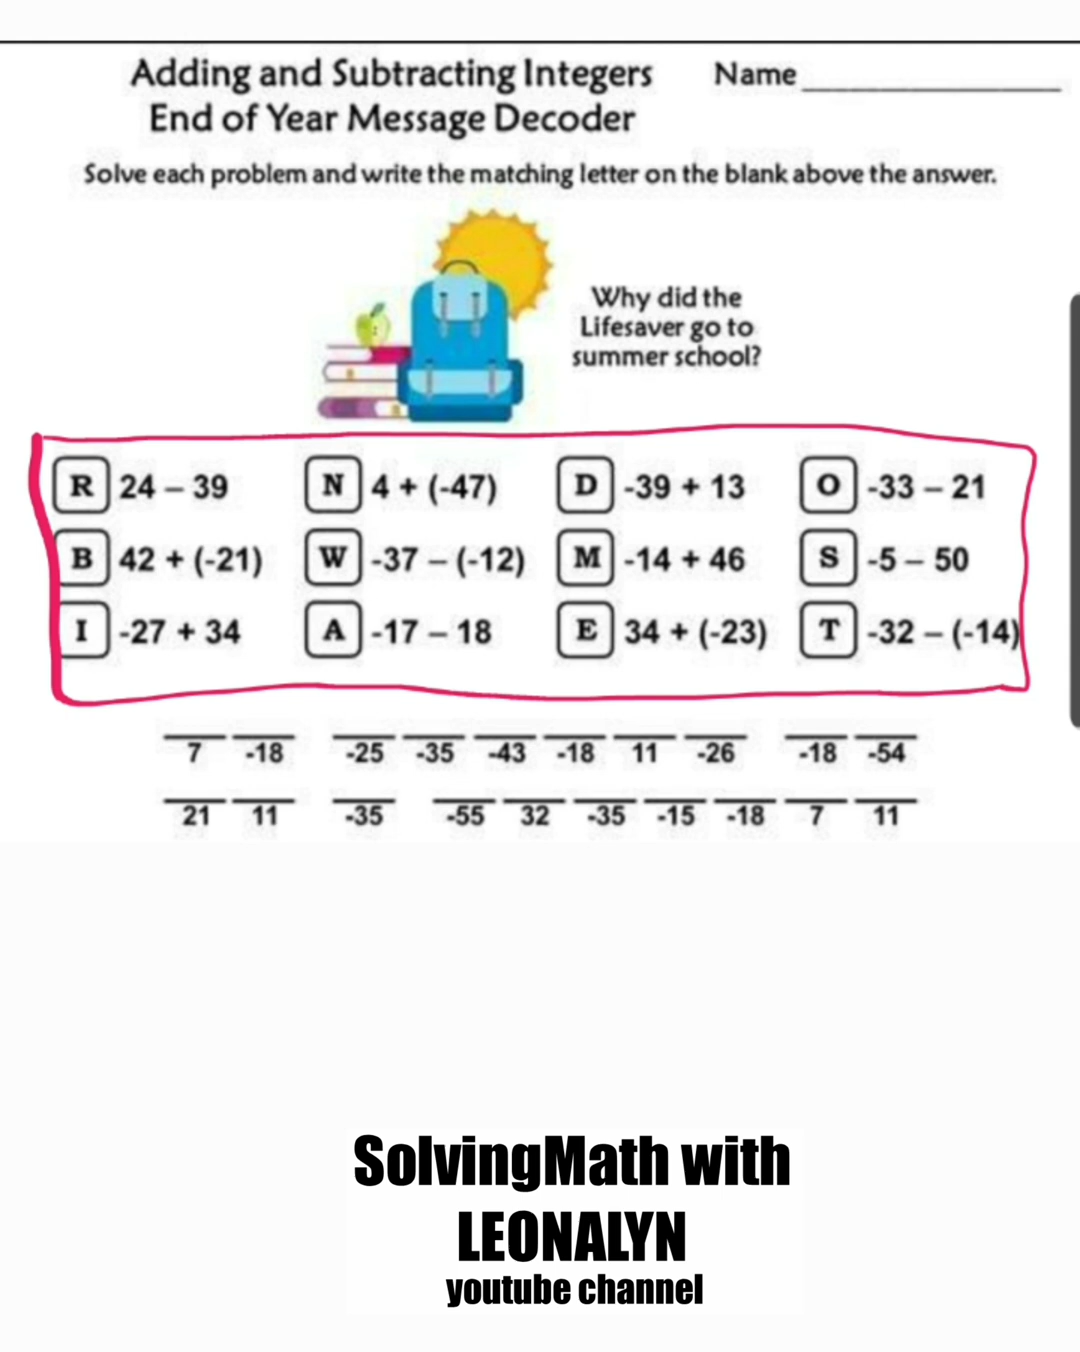 Adding and Subtracting Integers Name
End of Year Message Decoder
Solve each problem and write the matching letter on the blank above the answer.
Why did the
Lifesaver go to
summer school?
R 24 – 39 N 4 + (-47) D -39 + 13 O -33 – 21
B 42 + (-21) W -37 – (-12) M -14 + 46 S -5 – 50
I -27 + 34 A -17 – 18 E 34 + (-23) T -32 – (-14)
7 -18 -25 -35 -43 -18 11 -26 -18 -54
21 11 -35 -55 32 -35 -15 -18 7 11
SolvingMath with
LEONALYN
youtube channel